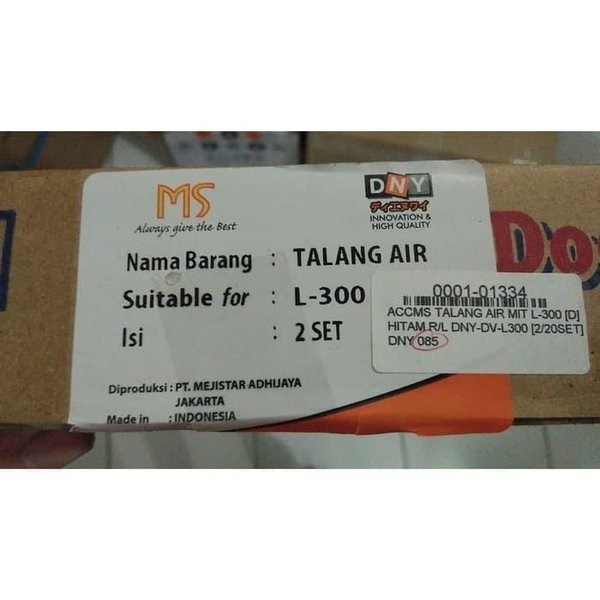 MS
Always give the Best
DNY
ディエヌワイ
INNOVATION &
HIGH QUALITY
Do
Nama Barang : TALANG AIR
Suitable for : L-300
Isi : 2 SET
0001-01334
ACCMS TALANG AIR MIT L-300 [D]
HITAM R/L DNY-DV-L300 [2/20SET]
DNY 085
Diproduksi : PT. MEJISTAR ADHIJAYA
JAKARTA
Made in : INDONESIA